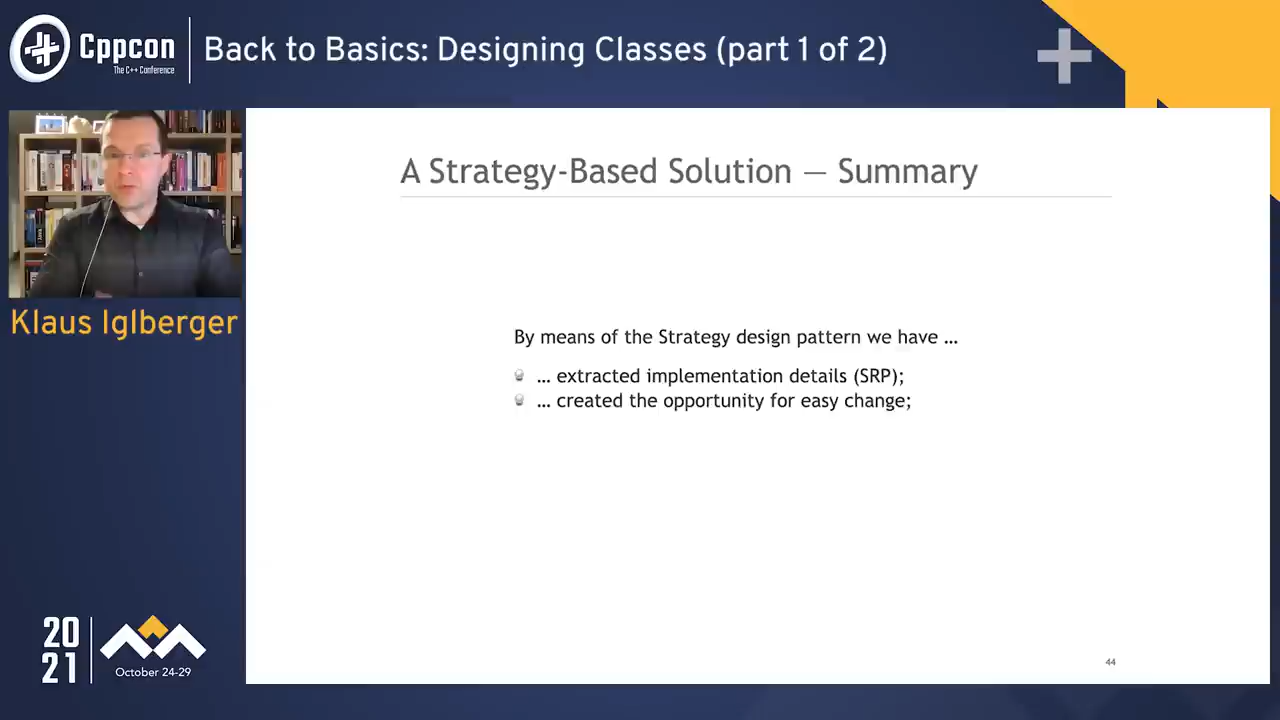 Cppcon
The C++ Conference
Back to Basics: Designing Classes (part 1 of 2)
Klaus Iglberger
A Strategy-Based Solution — Summary
By means of the Strategy design pattern we have …
… extracted implementation details (SRP);
… created the opportunity for easy change;
44
20
21
October 24-29